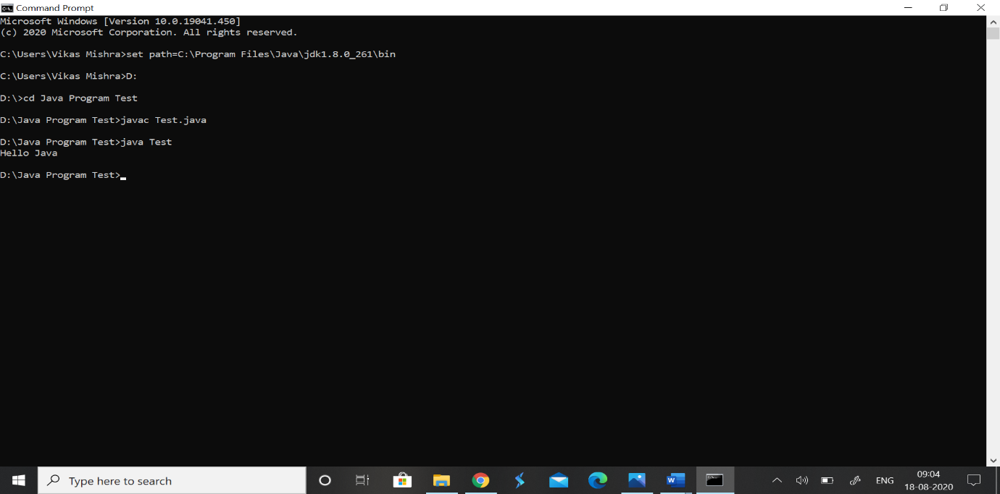 Command Prompt
Microsoft Windows [Version 10.0.19041.450]
(c) 2020 Microsoft Corporation. All rights reserved.
C:\Users\Vikas Mishra>set path=C:\Program Files\Java\jdk1.8.0_261\bin
C:\Users\Vikas Mishra>D:
D:\>cd Java Program Test
D:\Java Program Test>javac Test.java
D:\Java Program Test>java Test
Hello Java
D:\Java Program Test>
Type here to search
ENG
09:04
18-08-2020